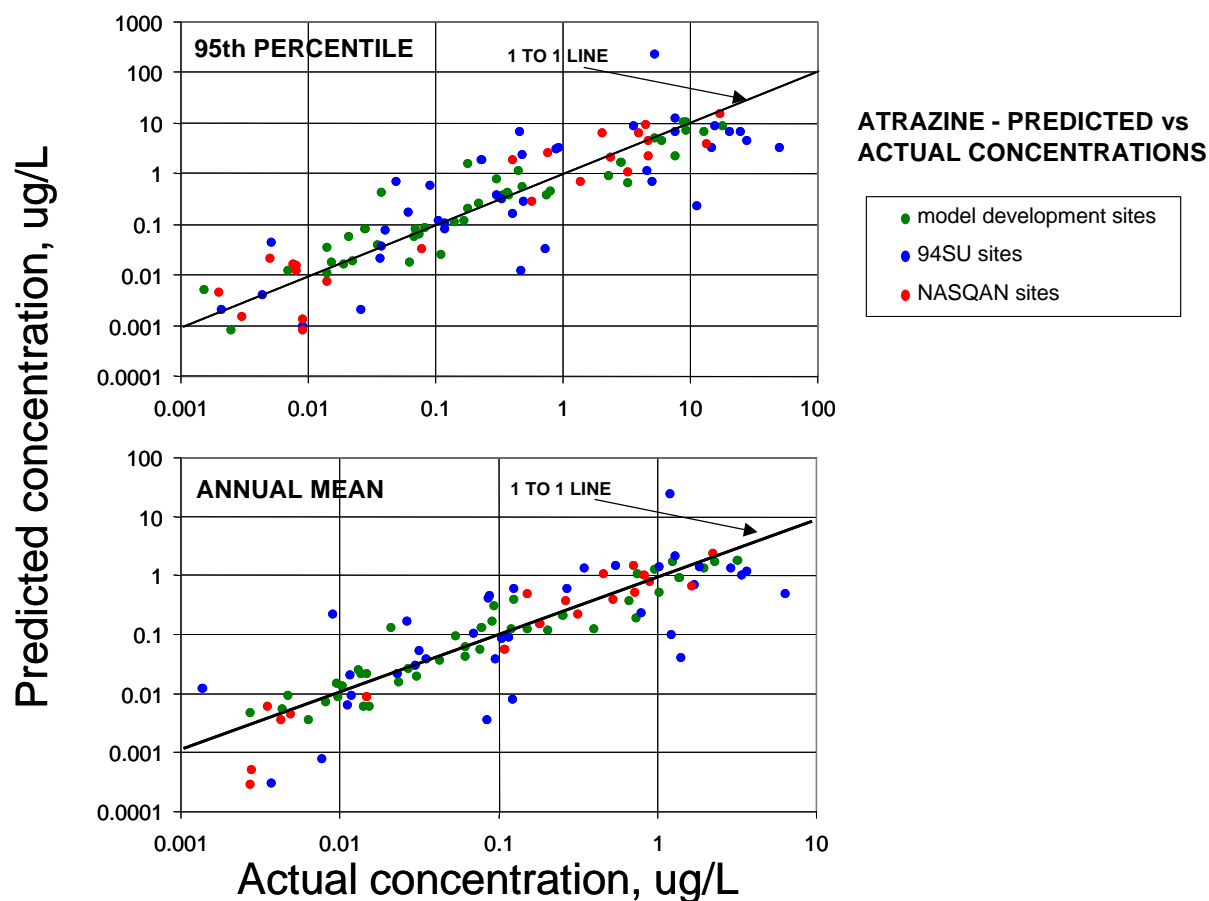 1000
100
10
1
0.1
0.01
0.001
0.0001
95th PERCENTILE
1 TO 1 LINE
0.001 0.01 0.1 1 10 100
ATRAZINE - PREDICTED vs
ACTUAL CONCENTRATIONS
model development sites
94SU sites
NASQAN sites
Predicted concentration, ug/L
100
10
1
0.1
0.01
0.001
0.0001
ANNUAL MEAN
1 TO 1 LINE
0.001 0.01 0.1 1 10
Actual concentration, ug/L